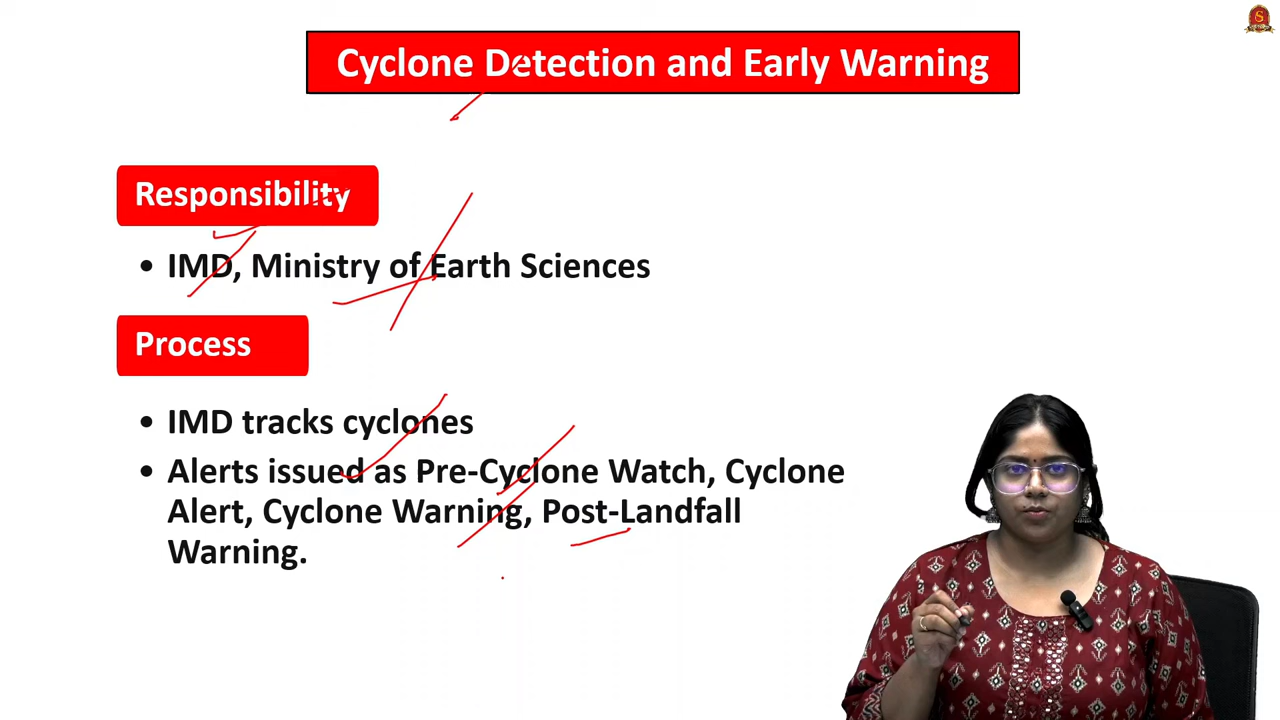 Cyclone Detection and Early Warning
Responsibility
• IMD, Ministry of Earth Sciences
Process
• IMD tracks cyclones
• Alerts issued as Pre-Cyclone Watch, Cyclone
Alert, Cyclone Warning, Post-Landfall
Warning.